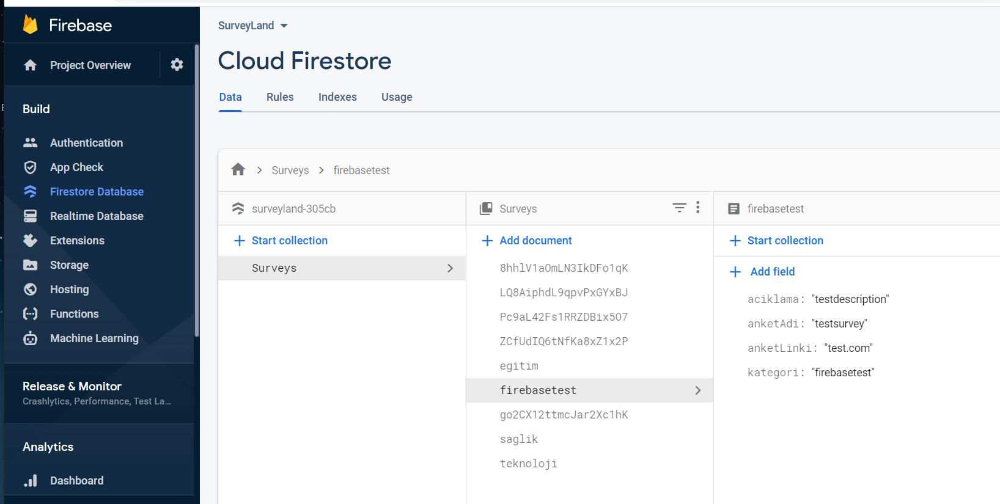 Firebase
Project Overview
Build
Authentication
App Check
Firestore Database
Realtime Database
Extensions
Storage
Hosting
Functions
Machine Learning
Release & Monitor
Crashlytics, Performance, Test La...
Analytics
Dashboard
SurveyLand
Cloud Firestore
Data Rules Indexes Usage
Surveys firebasetest
surveyland-305cb
Start collection
Surveys
Surveys
Add document
8hhlV1aOmLN3IkDFo1qK
LQ8AiphdL9qpvPxGYxBJ
Pc9aL42Fs1RRZDBix5O7
ZCfUdIQ6tNfKa8xZ1x2P
egitim
firebasetest
go2CX12ttmcJar2Xc1hK
saglik
teknoloji
firebasetest
Start collection
Add field
aciklama: "testdescription"
anketAdi: "testsurvey"
anketLinki: "test.com"
kategori: "firebasetest"